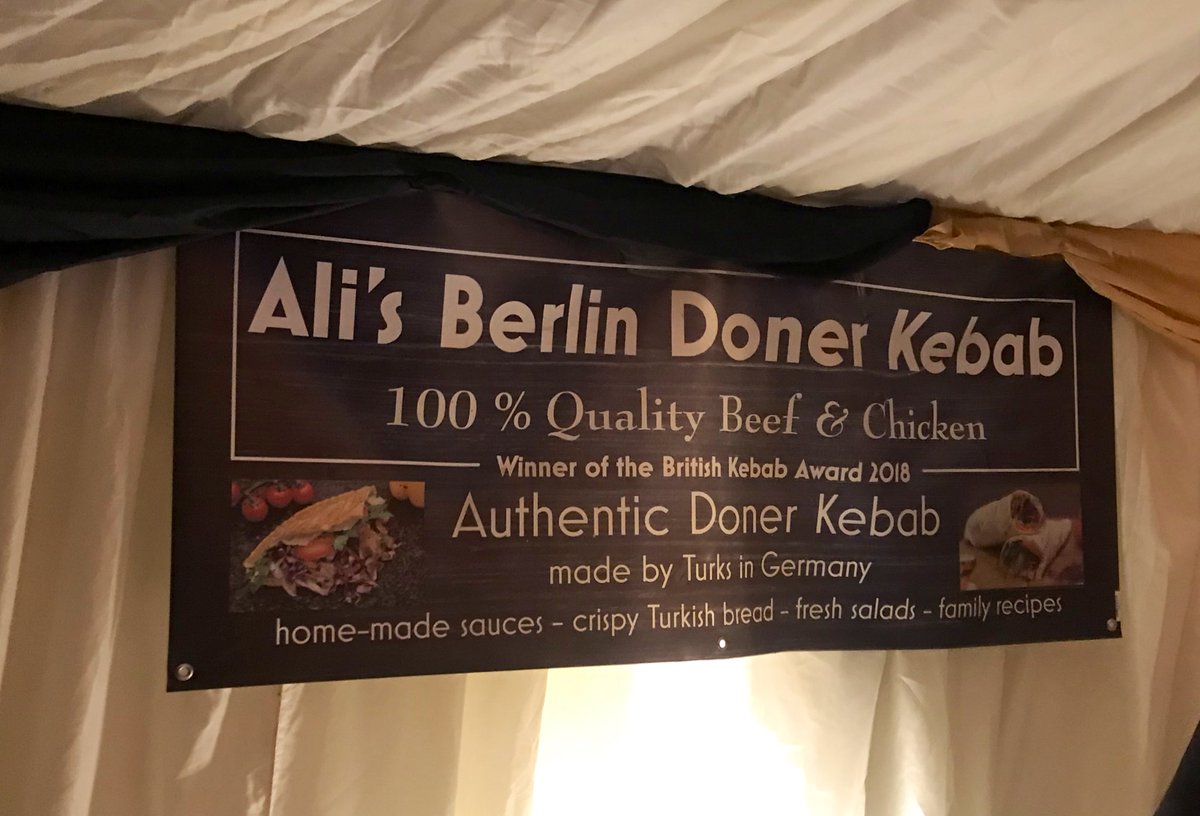 Ali's Berlin Doner Kebab
100 % Quality Beef & Chicken
Winner of the British Kebab Award 2018
Authentic Doner Kebab
made by Turks in Germany
home-made sauces - crispy Turkish bread - fresh salads - family recipes